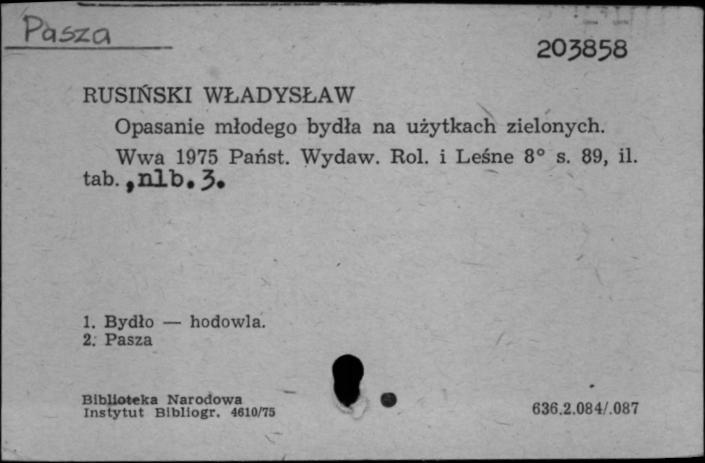 Pasza
203858
RUSIŃSKI WŁADYSŁAW
Opasanie młodego bydła na użytkach zielonych.
Wwa 1975 Państ. Wydaw. Rol. i Leśne 8° s. 89, il.
tab., nlb. 3.
1. Bydło — hodowla.
2. Pasza
Biblioteka Narodowa
Instytut Bibliogr. 4610/75
636.2.084/.087